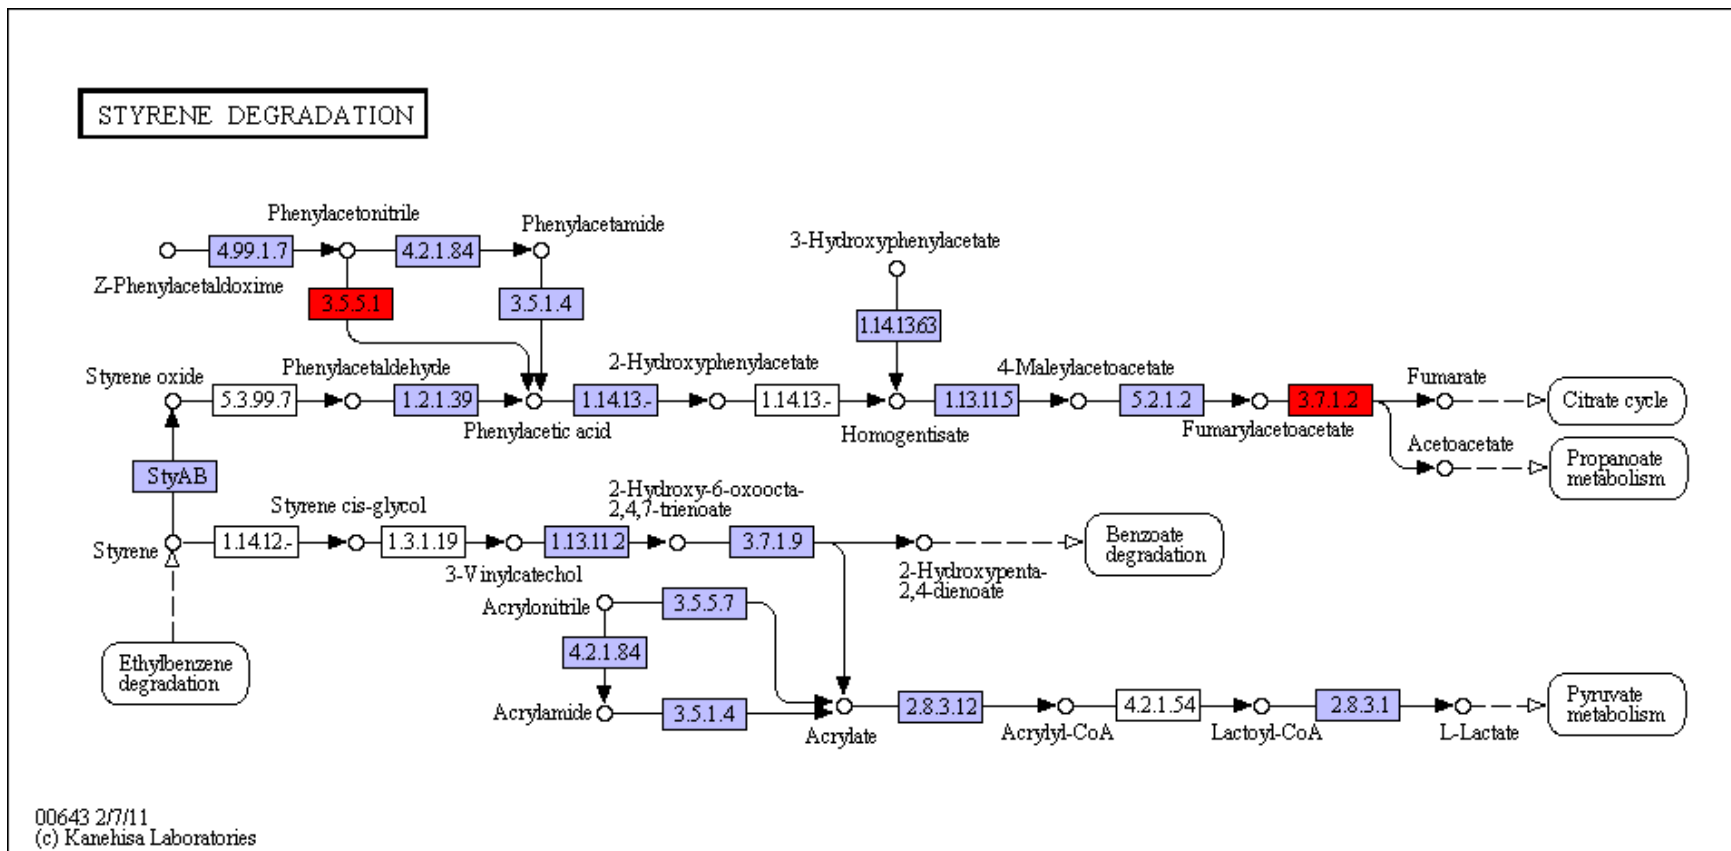 STYRENE DEGRADATION
Phenylacetonitrile
Phenylacetamide
4.99.1.7
4.2.1.84
3-Hydroxyphenylacetate
Z-Phenylacetaldoxime
3.5.5.1
3.5.1.4
1.14.13.63
Styrene oxide
Phenylacetaldehyde
2-Hydroxyphenylacetate
4-Maleylacetoacetate
Fumarate
5.3.99.7
1.2.1.39
1.14.13.-
1.14.13.-
1.13.11.5
5.2.1.2
3.7.1.2
Citrate cycle
Phenylacetic acid
Homogentisate
Fumarylacetoacetate
Acetoacetate
Propanoate
metabolism
StyAB
Styrene cis-glycol
2-Hydroxy-6-oxoocta-
2,4,7-trienoate
Styrene
1.14.12.-
1.3.1.19
1.13.11.2
3.7.1.9
Benzoate
degradation
3-Vinylcatechol
2-Hydroxypenta-
2,4-dienoate
Acrylonitrile
3.5.5.7
4.2.1.84
Ethylbenzene
degradation
Acrylamide
3.5.1.4
Acrylate
2.8.3.12
Acrylyl-CoA
4.2.1.54
Lactoyl-CoA
2.8.3.1
L-Lactate
Pyruvate
metabolism
00643 2/7/11
(c) Kanehisa Laboratories